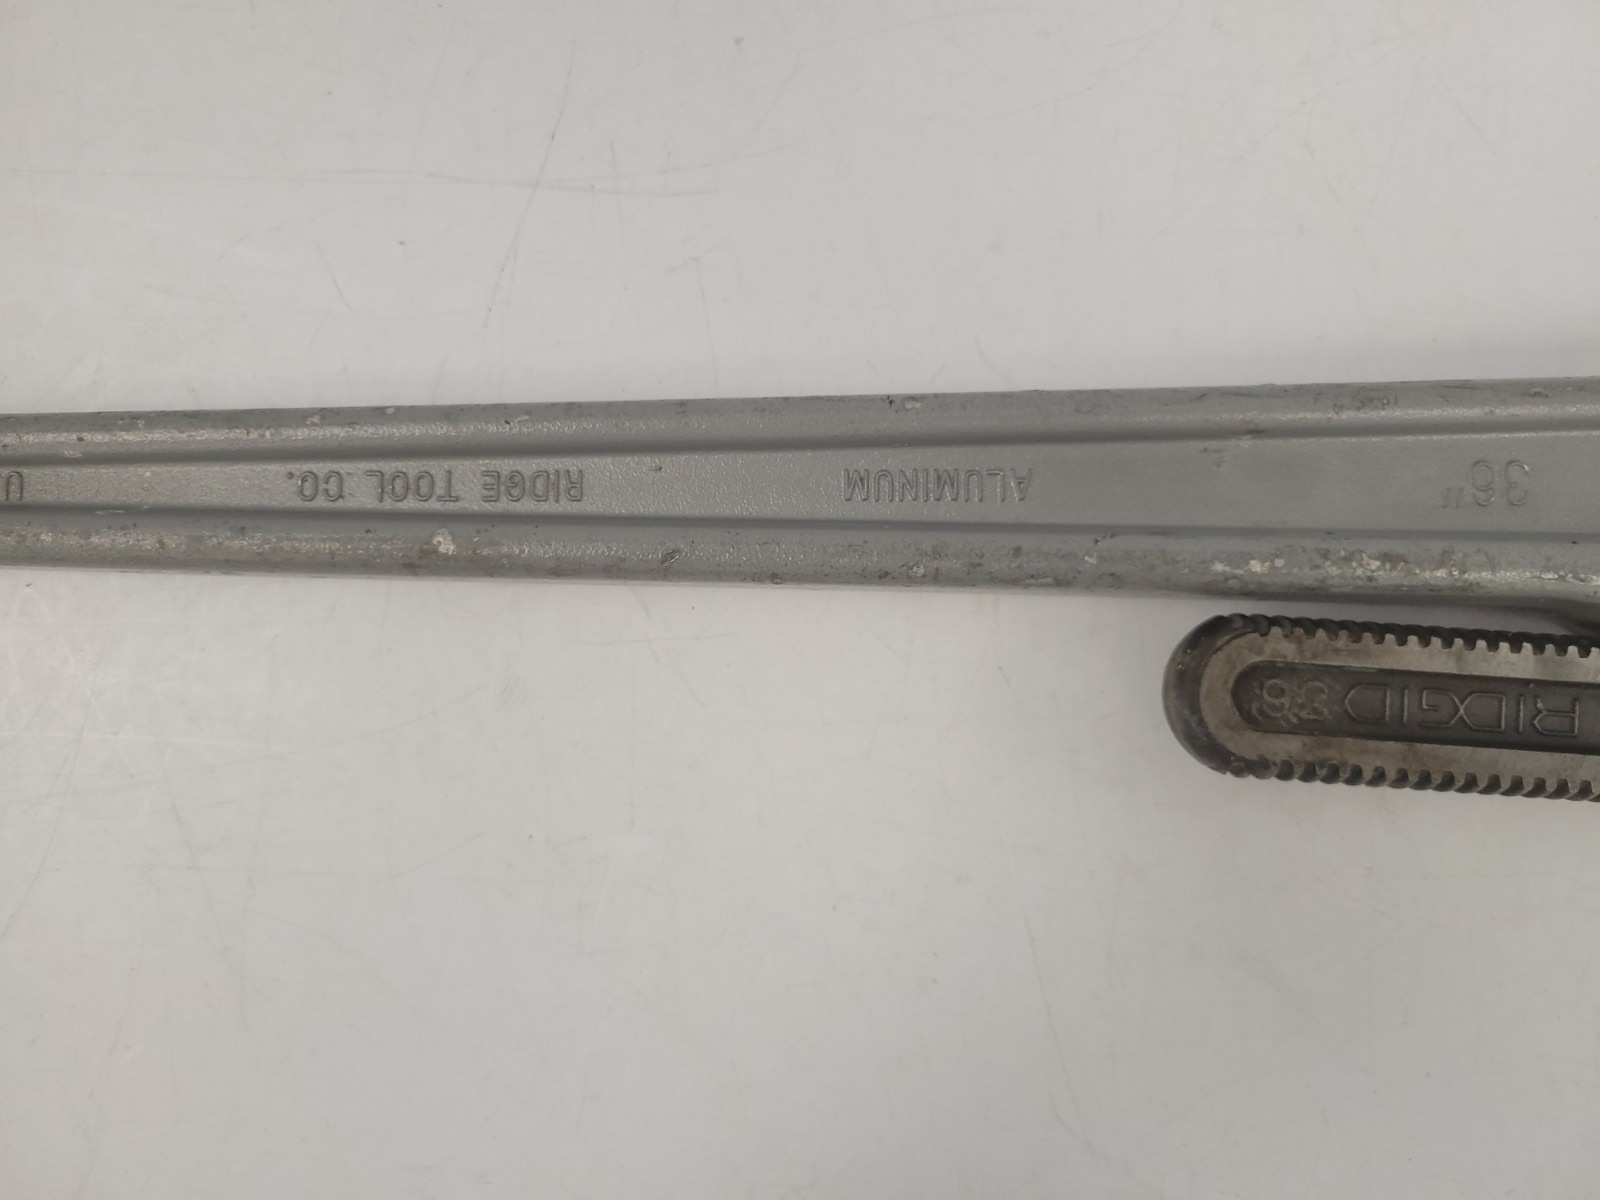 36" ALUMINUM RIDGE TOOL CO. U.
RIDGID 36